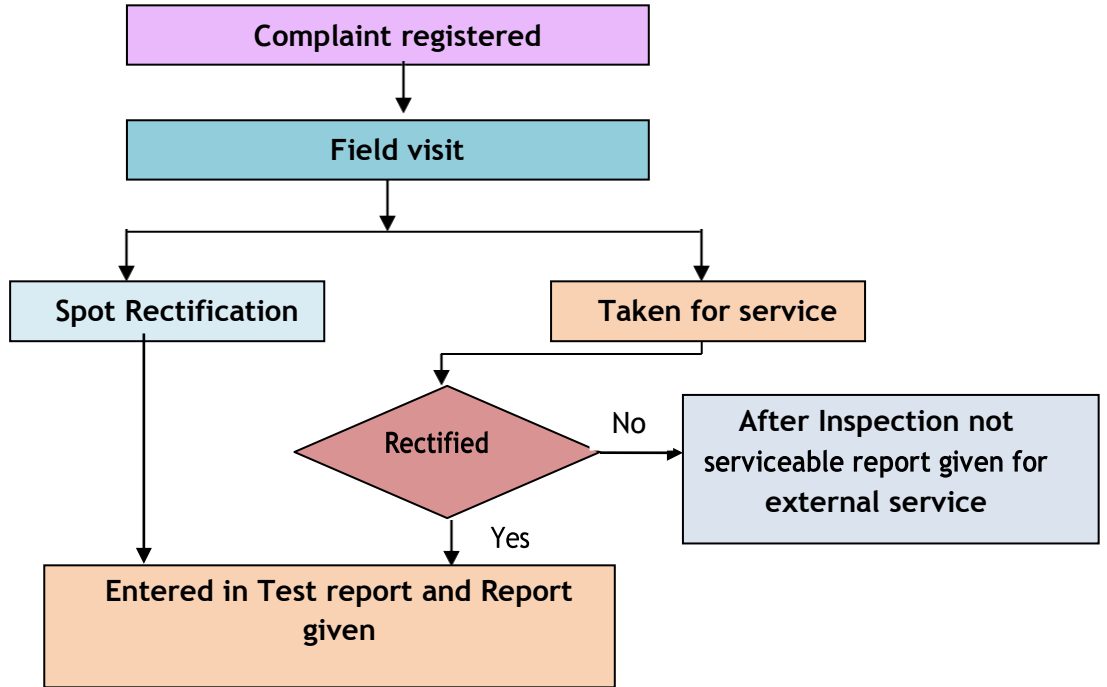 Complaint registered
Field visit
Spot Rectification
Taken for service
Rectified
No
After Inspection not
serviceable report given for
external service
Yes
Entered in Test report and Report
given